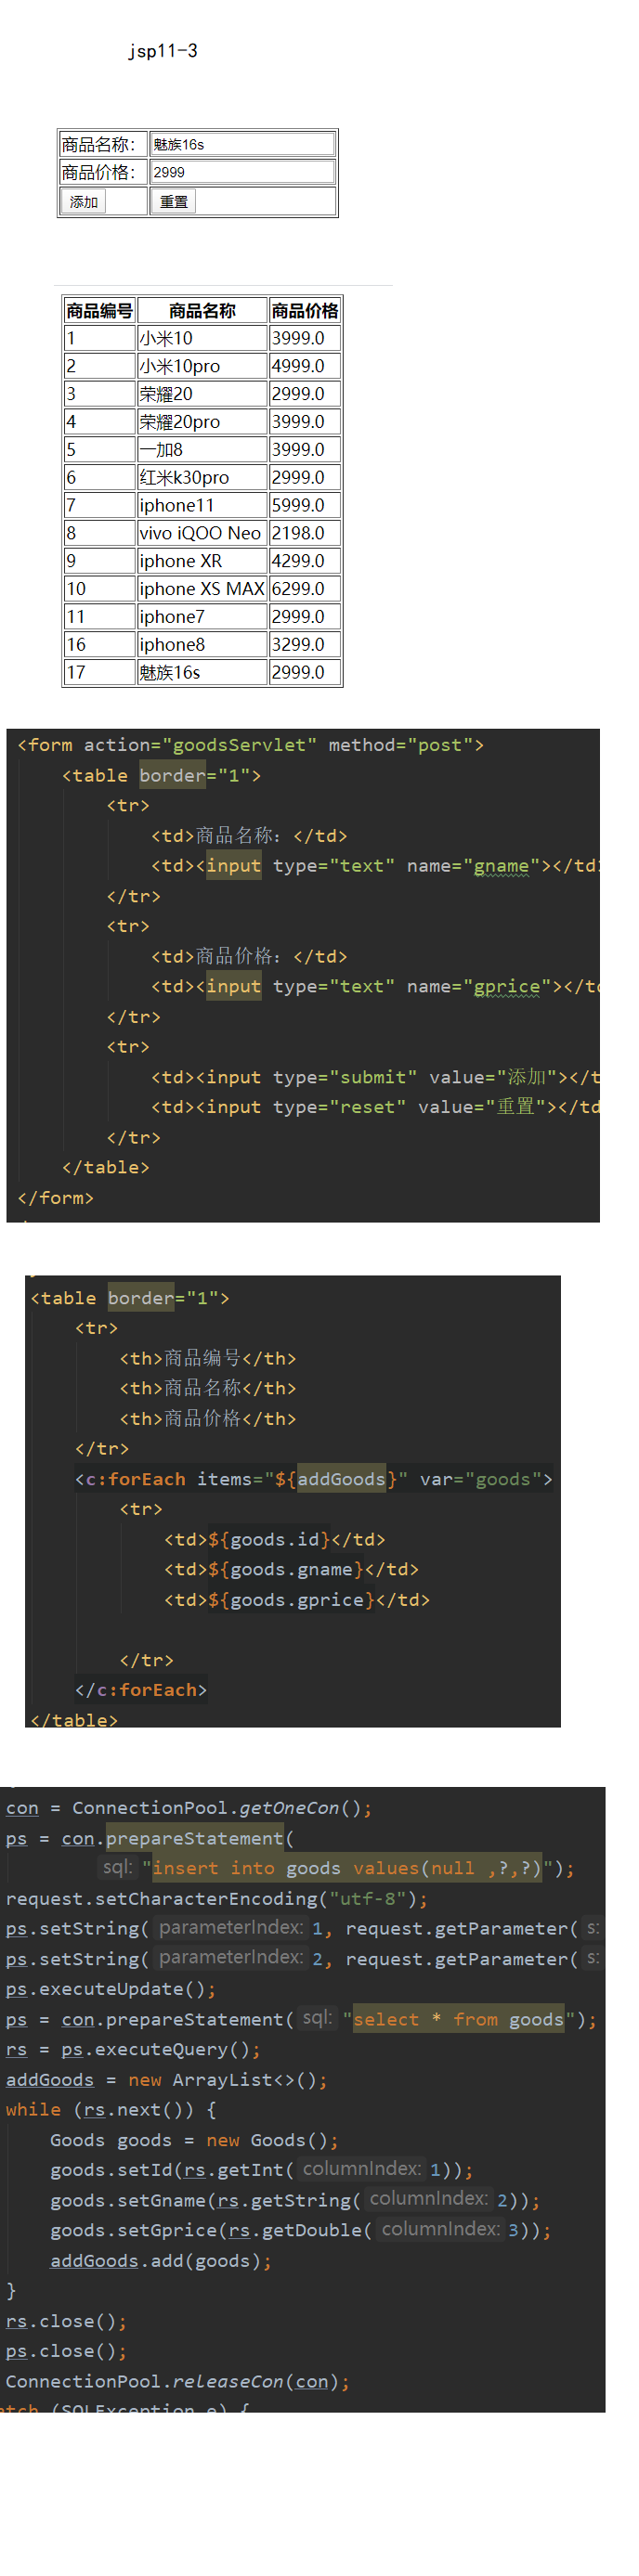 jsp11-3
商品名称： 魅族16s
商品价格： 2999
添加 重置
商品编号 商品名称 商品价格
1 小米10 3999.0
2 小米10pro 4999.0
3 荣耀20 2999.0
4 荣耀20pro 3999.0
5 一加8 3999.0
6 红米k30pro 2999.0
7 iphone11 5999.0
8 vivo iQOO Neo 2198.0
9 iphone XR 4299.0
10 iphone XS MAX 6299.0
11 iphone7 2999.0
16 iphone8 3299.0
17 魅族16s 2999.0
<form action="goodsServlet" method="post">
<table border="1">
<tr>
<td>商品名称：</td>
<td><input type="text" name="gname"></td>
</tr>
<tr>
<td>商品价格：</td>
<td><input type="text" name="gprice"></td
</tr>
<tr>
<td><input type="submit" value="添加"></t
<td><input type="reset" value="重置"></td
</tr>
</table>
</form>
<table border="1">
<tr>
<th>商品编号</th>
<th>商品名称</th>
<th>商品价格</th>
</tr>
<c:forEach items="${addGoods}" var="goods">
<tr>
<td>${goods.id}</td>
<td>${goods.gname}</td>
<td>${goods.gprice}</td>
</tr>
</c:forEach>
</table>
con = ConnectionPool.getOneCon();
ps = con.prepareStatement(
sql: "insert into goods values(null ,?,?)");
request.setCharacterEncoding("utf-8");
ps.setString( parameterIndex: 1, request.getParameter( s:
ps.setString( parameterIndex: 2, request.getParameter( s:
ps.executeUpdate();
ps = con.prepareStatement( sql: "select * from goods");
rs = ps.executeQuery();
addGoods = new ArrayList<>();
while (rs.next()) {
Goods goods = new Goods();
goods.setId(rs.getInt( columnIndex: 1));
goods.setGname(rs.getString( columnIndex: 2));
goods.setGprice(rs.getDouble( columnIndex: 3));
addGoods.add(goods);
}
rs.close();
ps.close();
ConnectionPool.releaseCon(con);
atch (SQLException e) {